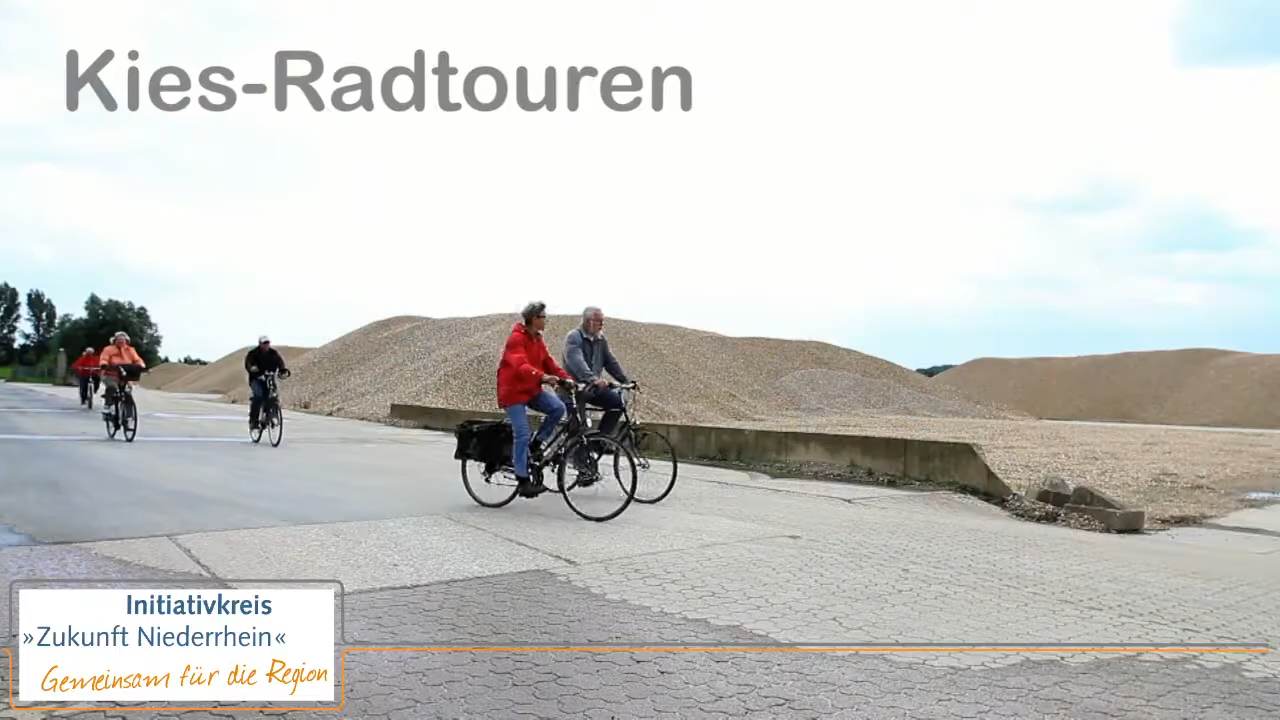 Kies-Radtouren
Initiativkreis
»Zukunft Niederrhein«
Gemeinsam für die Region